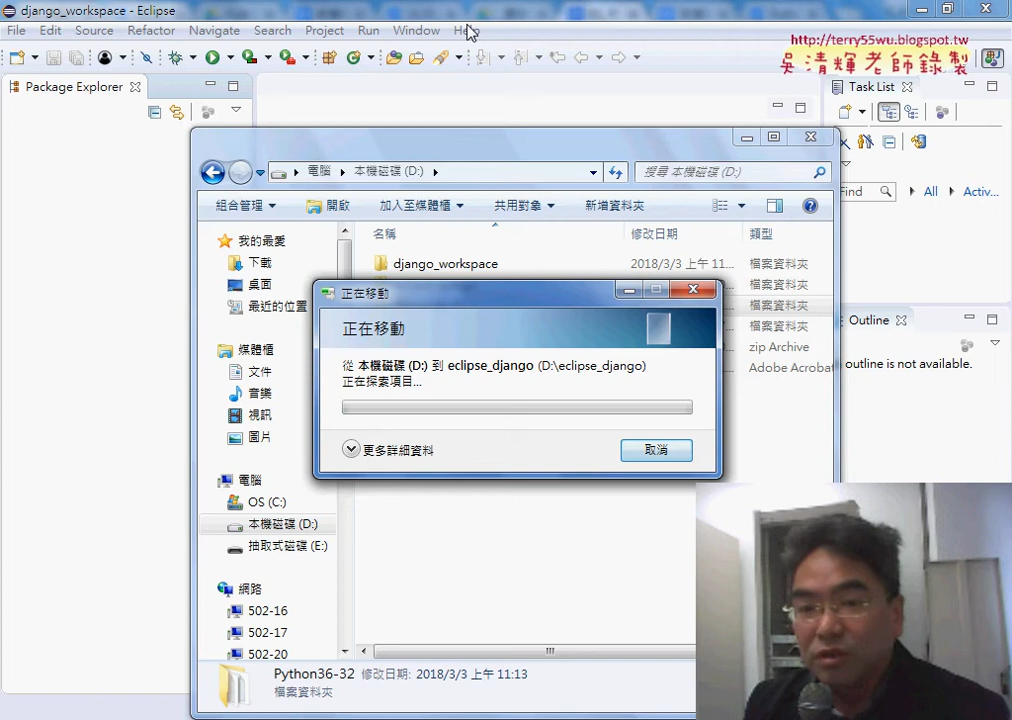 django_workspace - Eclipse
File Edit Source Refactor Navigate Search Project Run Window Help
http://terry55wu.blogspot.tw
吳清輝老師錄製
Package Explorer
Task List
Find All Activ...
電腦 本機磁碟 (D:)
搜尋 本機磁碟 (D:)
組合管理 開啟 加入至媒體櫃 共用對象 新增資料夾
名稱 修改日期 類型
我的最愛
下載
桌面
最近的位置
媒體櫃
文件
音樂
視訊
圖片
電腦
OS (C:)
本機磁碟 (D:)
抽取式磁碟 (E:)
網路
502-16
502-17
502-20
django_workspace 2018/3/3 上午 11... 檔案資料夾
檔案資料夾
檔案資料夾
檔案資料夾
zip Archive
Adobe Acrobat
正在移動
正在移動
從 本機磁碟 (D:) 到 eclipse_django (D:\eclipse_django)
正在探索項目...
更多詳細資料
取消
Outline
outline is not available.
Python36-32 修改日期: 2018/3/3 上午 11:13
檔案資料夾